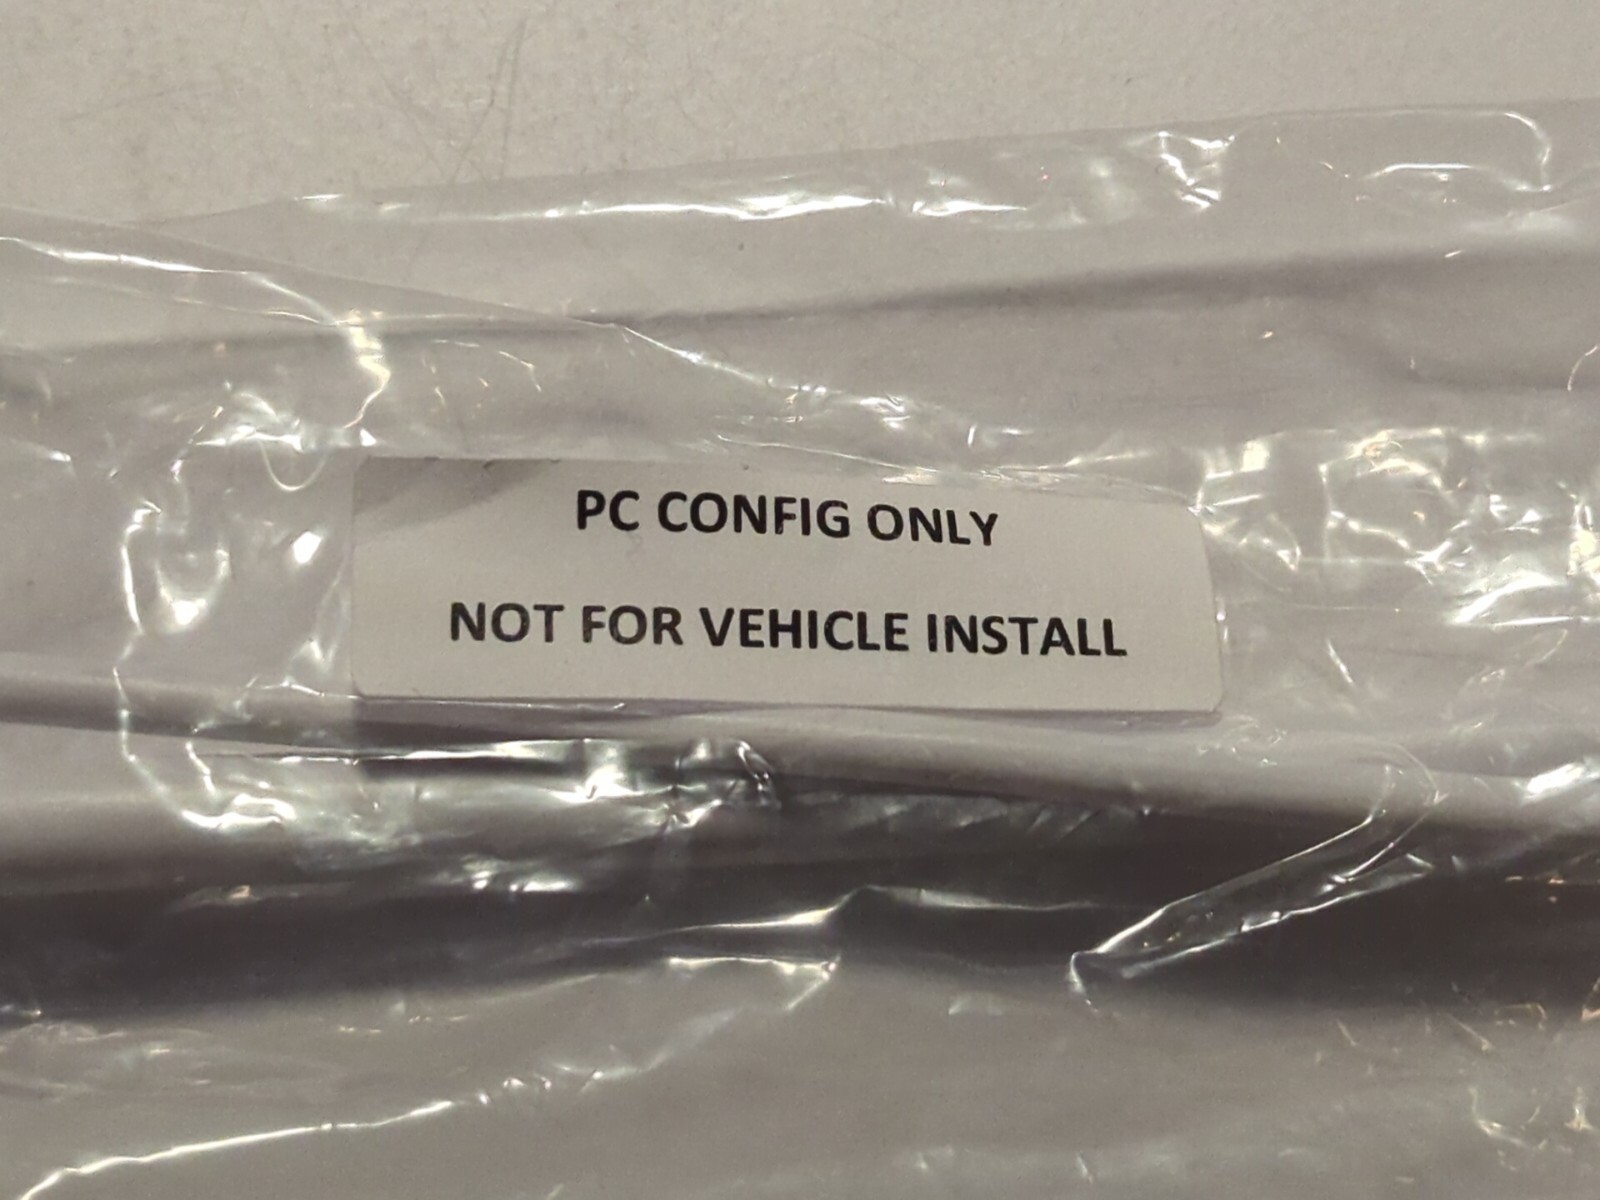 PC CONFIG ONLY
NOT FOR VEHICLE INSTALL